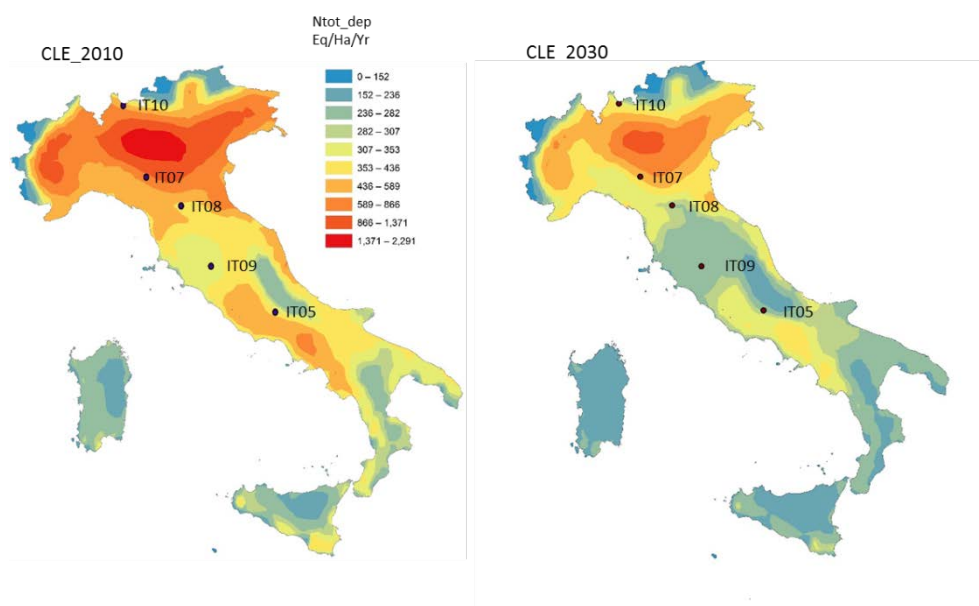 Ntot_dep
Eq/Ha/Yr
CLE_2010
CLE 2030
0 – 152
152 – 236
236 – 282
282 – 307
307 – 353
353 – 436
436 – 589
589 – 866
866 – 1,371
1,371 – 2,291
IT10
IT07
IT08
IT09
IT05
IT10
IT07
IT08
IT09
IT05